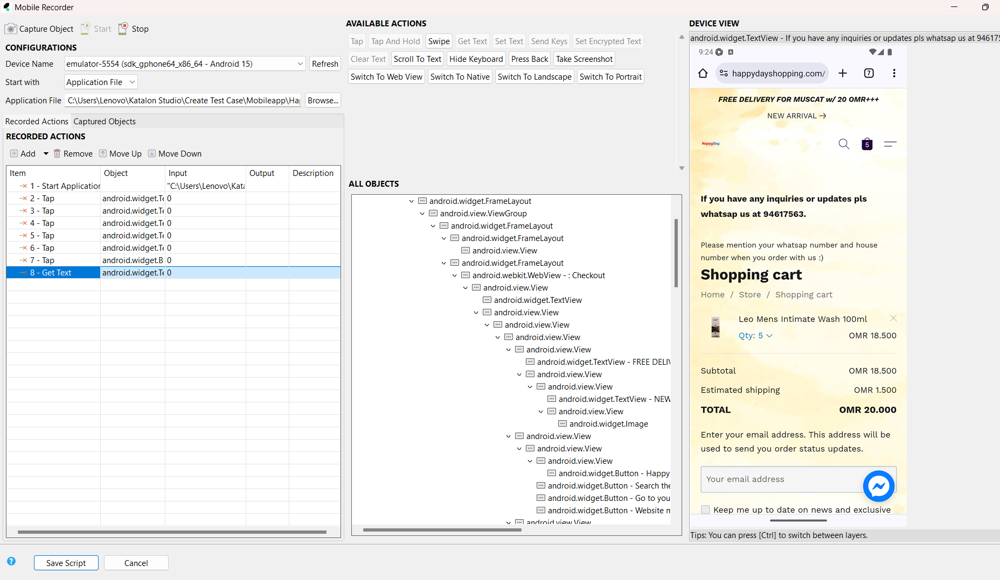 Mobile Recorder
Capture Object Start Stop
CONFIGURATIONS
Device Name emulator-5554 (sdk_gphone64_x86_64 - Android 15) Refresh
Start with Application File
Application File C:\Users\Lenovo\Katalon Studio\Create Test Case\Mobileapp\Ha Browse...
Recorded Actions Captured Objects
RECORDED ACTIONS
Add Remove Move Up Move Down
Item Object Input Output Description
1 - Start Application "C:\Users\Lenovo\Kata
2 - Tap android.widget.Te 0
3 - Tap android.widget.Te 0
4 - Tap android.widget.Te 0
5 - Tap android.widget.Te 0
6 - Tap android.widget.Te 0
7 - Tap android.widget.B 0
8 - Get Text android.widget.Te 0
Save Script Cancel
AVAILABLE ACTIONS
Tap Tap And Hold Swipe Get Text Set Text Send Keys Set Encrypted Text
Clear Text Scroll To Text Hide Keyboard Press Back Take Screenshot
Switch To Web View Switch To Native Switch To Landscape Switch To Portrait
ALL OBJECTS
android.widget.FrameLayout
android.view.ViewGroup
android.widget.FrameLayout
android.widget.FrameLayout
android.view.View
android.widget.FrameLayout
android.webkit.WebView - : Checkout
android.view.View
android.widget.TextView
android.view.View
android.view.View
android.view.View
android.view.View
android.widget.TextView - FREE DELIV
android.view.View
android.view.View
android.widget.TextView - NEW
android.view.View
android.widget.Image
android.view.View
android.view.View
android.view.View
android.widget.Button - Happy
android.widget.Button - Search the
android.widget.Button - Go to you
android.widget.Button - Website m
android.view.View
DEVICE VIEW
android.widget.TextView - If you have any inquiries or updates pls whatsap us at 946175
9:24 A
happydayshopping.com/ 7
FREE DELIVERY FOR MUSCAT w/ 20 OMR+++
NEW ARRIVAL →
HappyDay 5
If you have any inquiries or updates pls
whatsap us at 94617563.
Please mention your whatsap number and house
number when you order with us :)
Shopping cart
Home / Store / Shopping cart
Leo Mens Intimate Wash 100ml
Qty: 5 OMR 18.500
Subtotal OMR 18.500
Estimated shipping OMR 1.500
TOTAL OMR 20.000
Enter your email address. This address will be
used to send you order status updates.
Your email address
Keep me up to date on news and exclusive
Tips: You can press [Ctrl] to switch between layers.